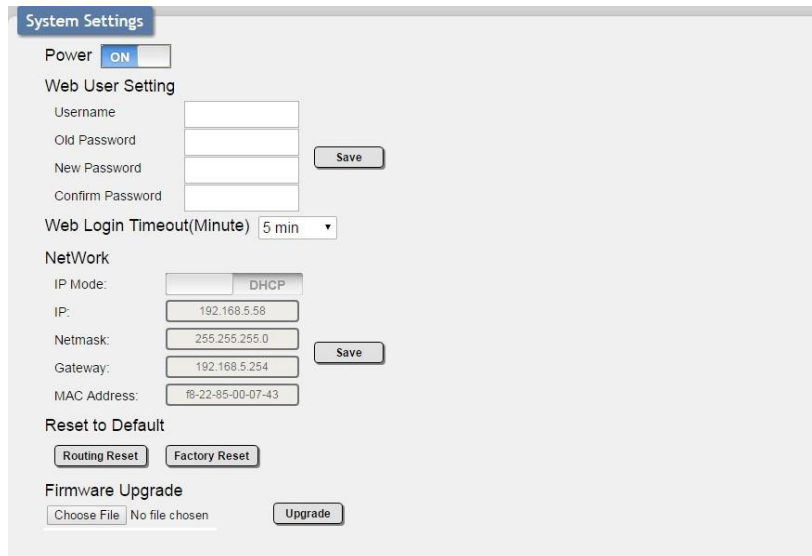 System Settings
Power ON
Web User Setting
Username
Old Password
New Password
Confirm Password
Save
Web Login Timeout(Minute) 5 min
NetWork
IP Mode: DHCP
IP: 192.168.5.58
Netmask: 255.255.255.0
Gateway: 192.168.5.254
MAC Address: f8-22-85-00-07-43
Save
Reset to Default
Routing Reset Factory Reset
Firmware Upgrade
Choose File No file chosen Upgrade